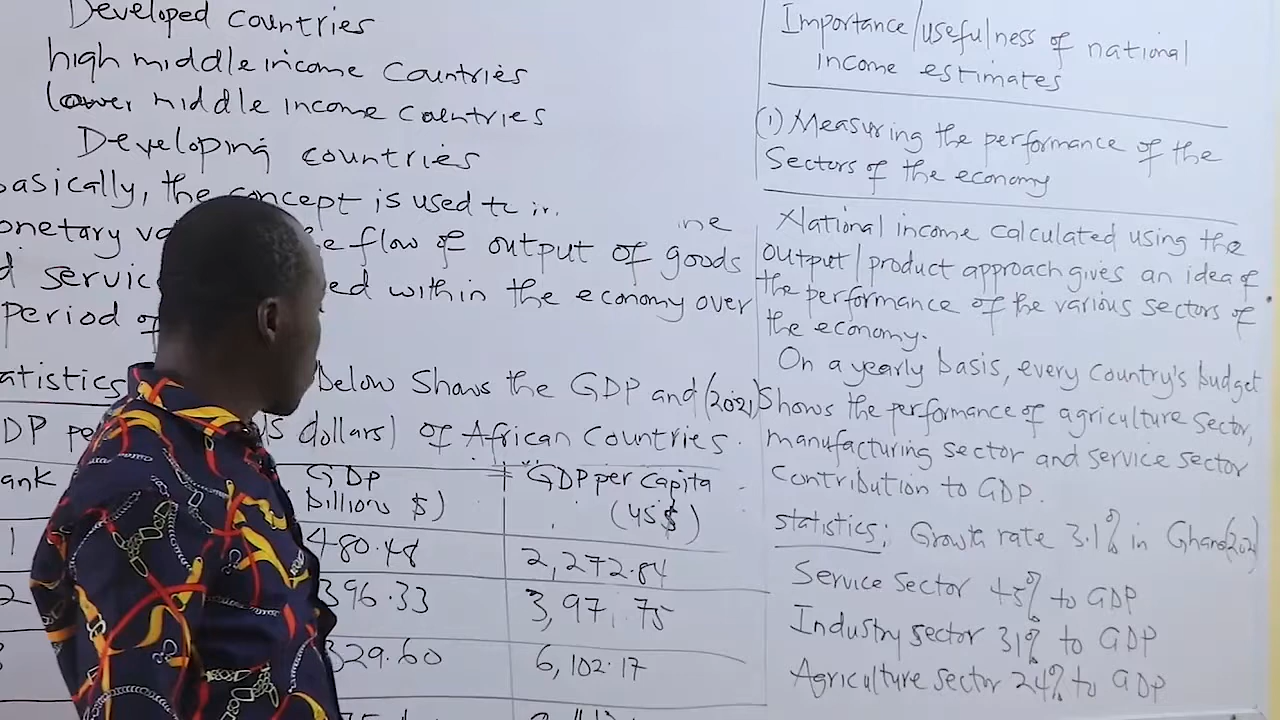 Developed countries
high middle income countries
lower middle income countries
Developing countries
basically, the concept is used to
onetary flow of output of goods
d servic ed within the economy over
period of
atistics Below Shows the GDP and (2021)
DP pe dollars) of African Countries.
ank GDP GDP per capita
billions $) (US $)
1 480.48 2,272.84
2 396.33 3,971.75
329.60 6,102.17
Importance/usefulness of national
income estimates
(1) Measuring the performance of the
Sectors of the economy
National income calculated using the
output/product approach gives an idea of
the performance of the various sectors of
the economy.
On a yearly basis, every country's budget
Shows the performance of agriculture sector,
manufacturing sector and service sector
Contribution to GDP.
statistics; Growth rate 3.1% in Ghana
Service sector 45% to GDP
Industry sector 31% to GDP
Agriculture sector 24% to GDP